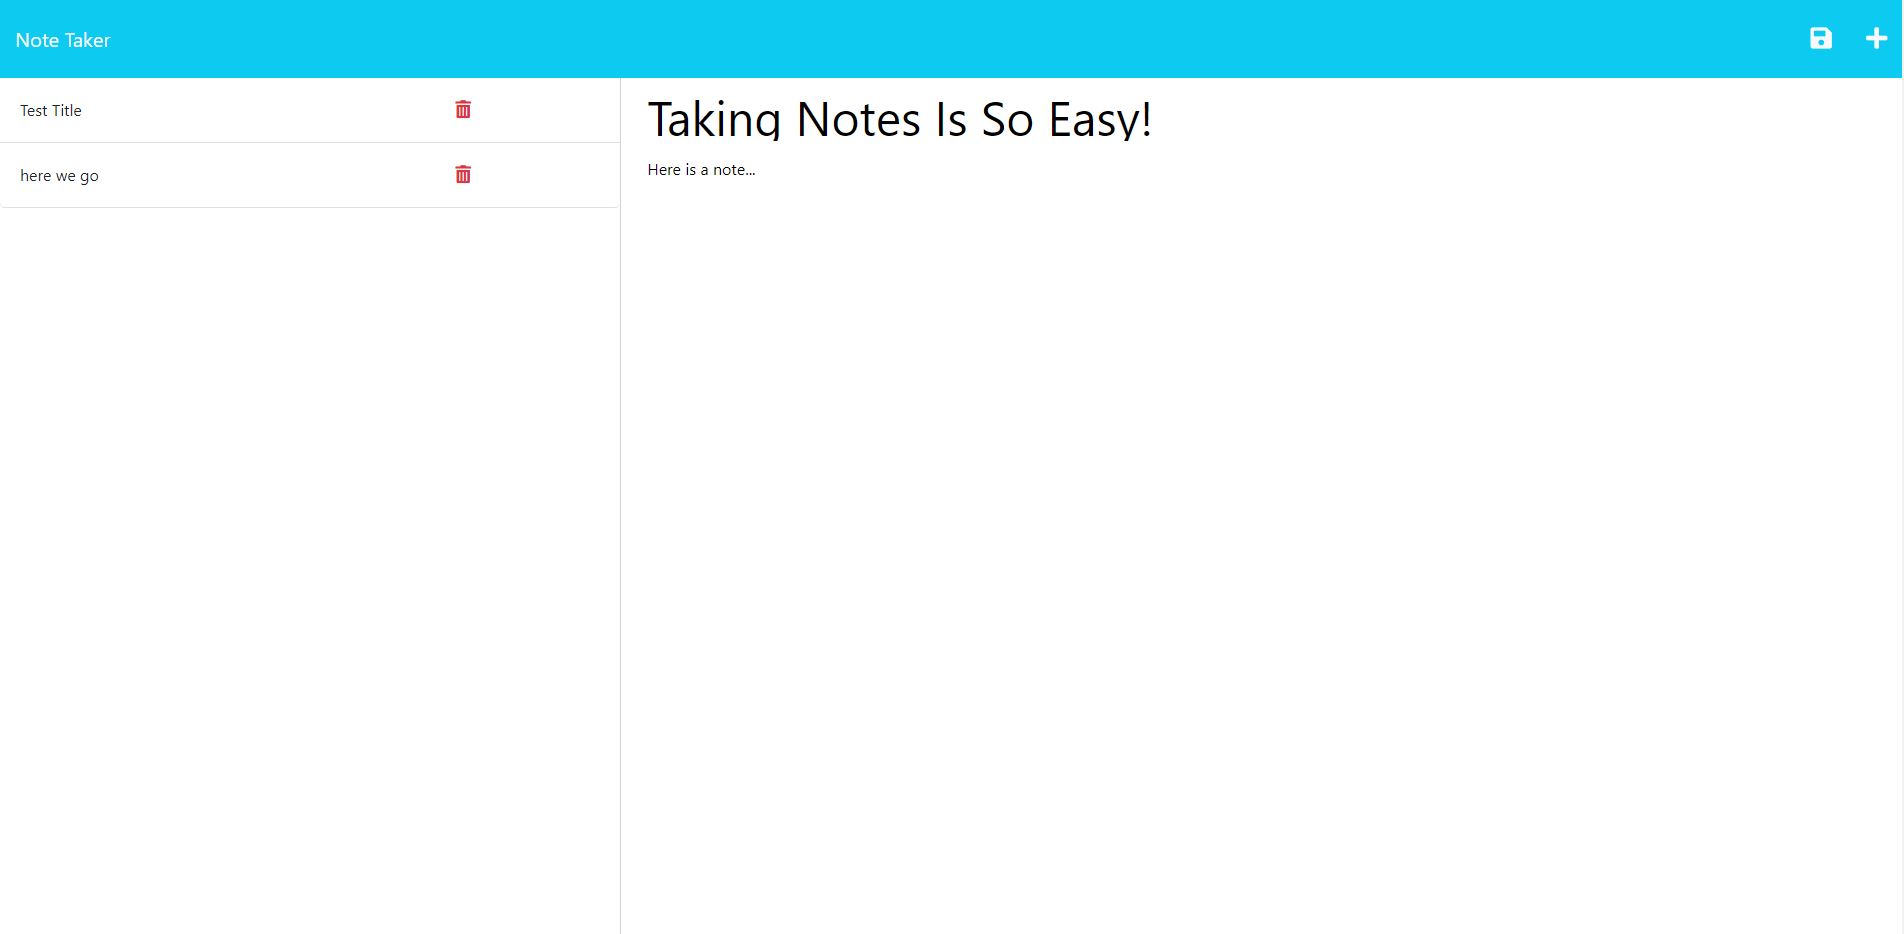 Note Taker
Test Title
here we go
Taking Notes Is So Easy!
Here is a note...